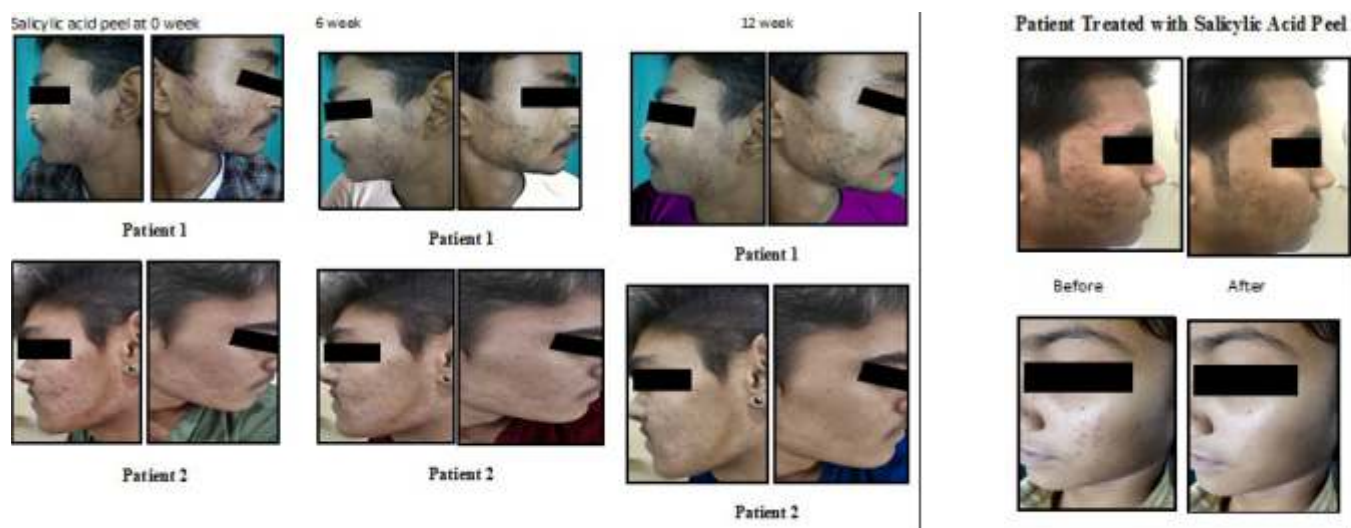 Salicylic acid peel at 0 week
6 week
12 week
Patient 1
Patient 1
Patient 1
Patient 2
Patient 2
Patient 2
Patient Treated with Salicylic Acid Peel
Before
After